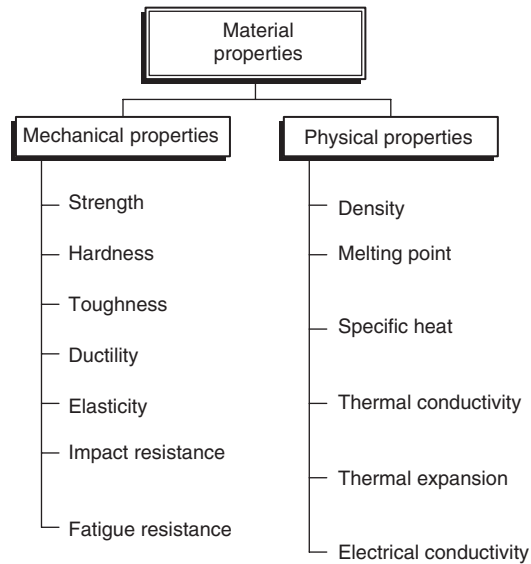 Material
properties
Mechanical properties
Strength
Hardness
Toughness
Ductility
Elasticity
Impact resistance
Fatigue resistance
Physical properties
Density
Melting point
Specific heat
Thermal conductivity
Thermal expansion
Electrical conductivity